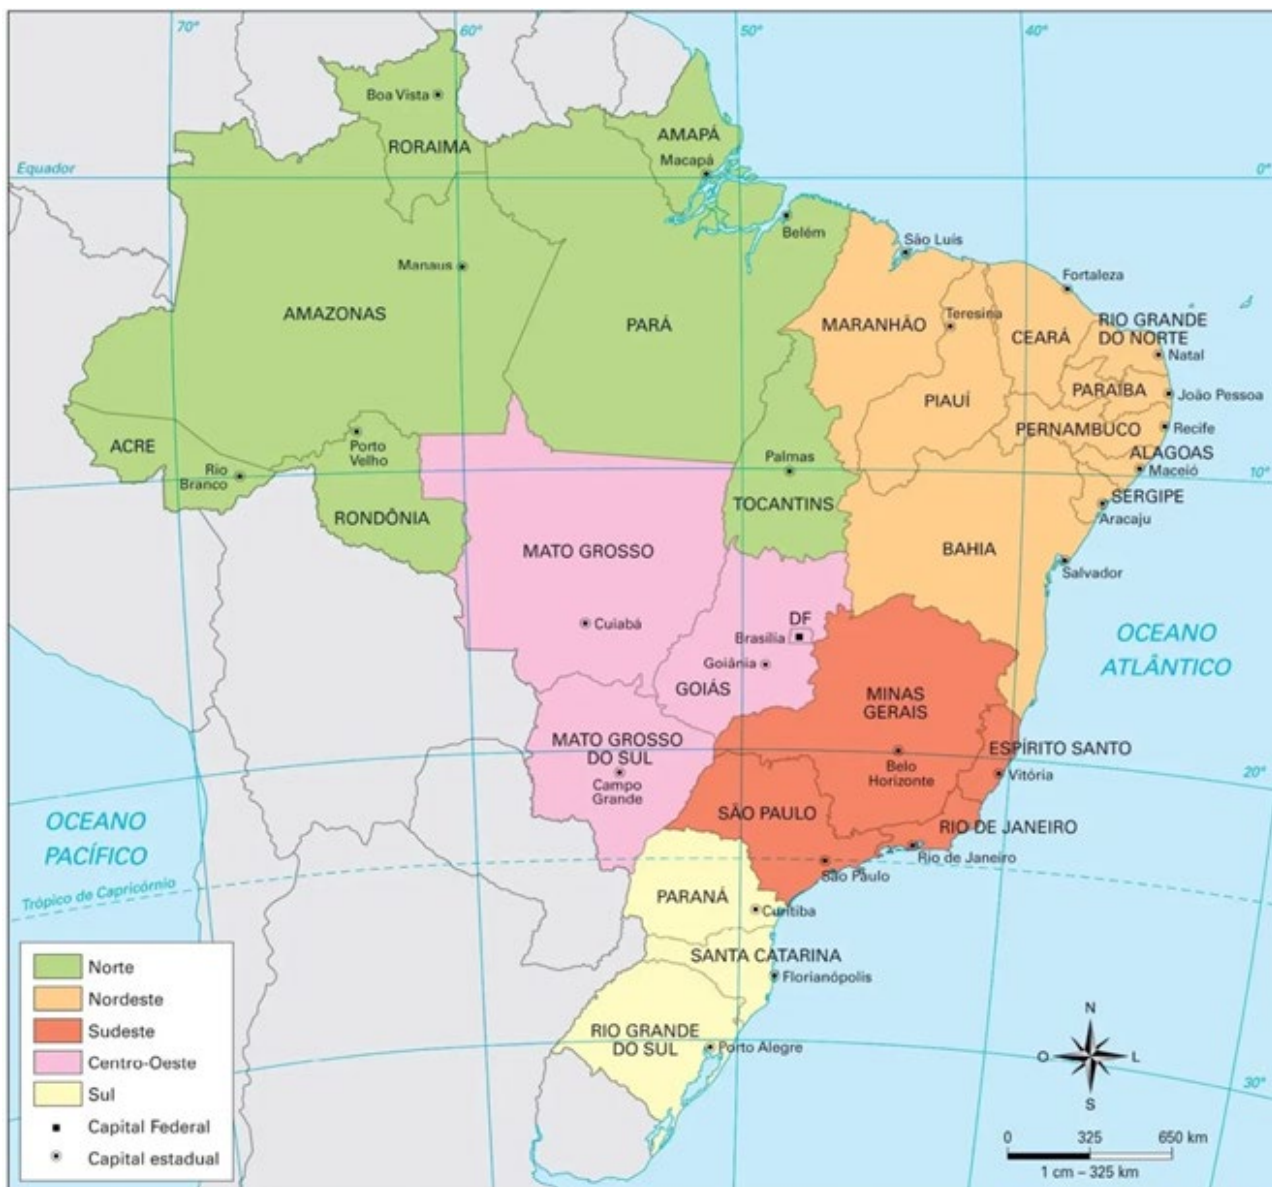 70°
60°
50°
40°
Boa Vista
RORAIMA
AMAPÁ
Macapá
Equador
0°
Belém
São Luís
Manaus
Fortaleza
AMAZONAS
PARÁ
MARANHÃO
Teresina
CEARÁ
RIO GRANDE
DO NORTE
Natal
PIAUÍ
PARAÍBA
João Pessoa
PERNAMBUCO
Recife
ACRE
Porto
Velho
Rio
Branco
Palmas
ALAGOAS
Maceió
10°
TOCANTINS
SERGIPE
Aracaju
RONDÔNIA
MATO GROSSO
BAHIA
Salvador
Cuiabá
DF
Brasília
Goiânia
GOIÁS
OCEANO
ATLÂNTICO
MINAS
GERAIS
MATO GROSSO
DO SUL
Campo
Grande
ESPÍRITO SANTO
Belo
Horizonte
Vitória
20°
OCEANO
PACÍFICO
SÃO PAULO
RIO DE JANEIRO
Rio de Janeiro
São Paulo
Trópico de Capricórnio
PARANÁ
Curitiba
SANTA CATARINA
Florianópolis
RIO GRANDE
DO SUL
Porto Alegre
Norte
Nordeste
Sudeste
Centro-Oeste
Sul
Capital Federal
Capital estadual
N
O
L
S
30°
0 325 650 km
1 cm – 325 km